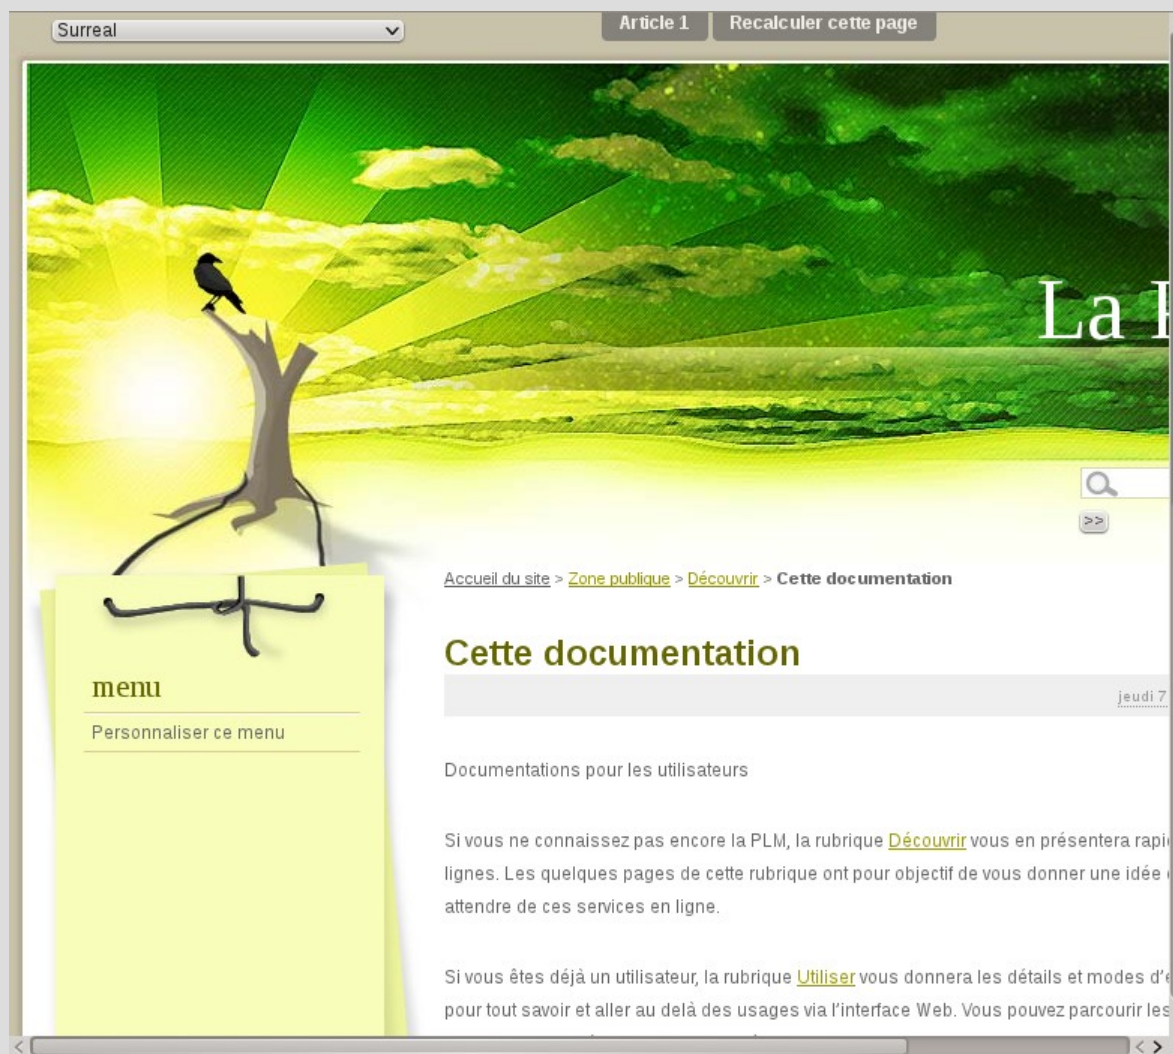 Surreal
Article 1
Recalculer cette page
La
>>
Accueil du site > Zone publique > Découvrir > Cette documentation
Cette documentation
menu
jeudi 7
Personnaliser ce menu
Documentations pour les utilisateurs
Si vous ne connaissez pas encore la PLM, la rubrique Découvrir vous en présentera
lignes. Les quelques pages de cette rubrique ont pour objectif de vous donner une idée
attendre de ces services en ligne.
Si vous êtes déjà un utilisateur, la rubrique Utiliser vous donnera les détails et modes
pour tout savoir et aller au delà des usages via l'interface Web. Vous pouvez parcourir les